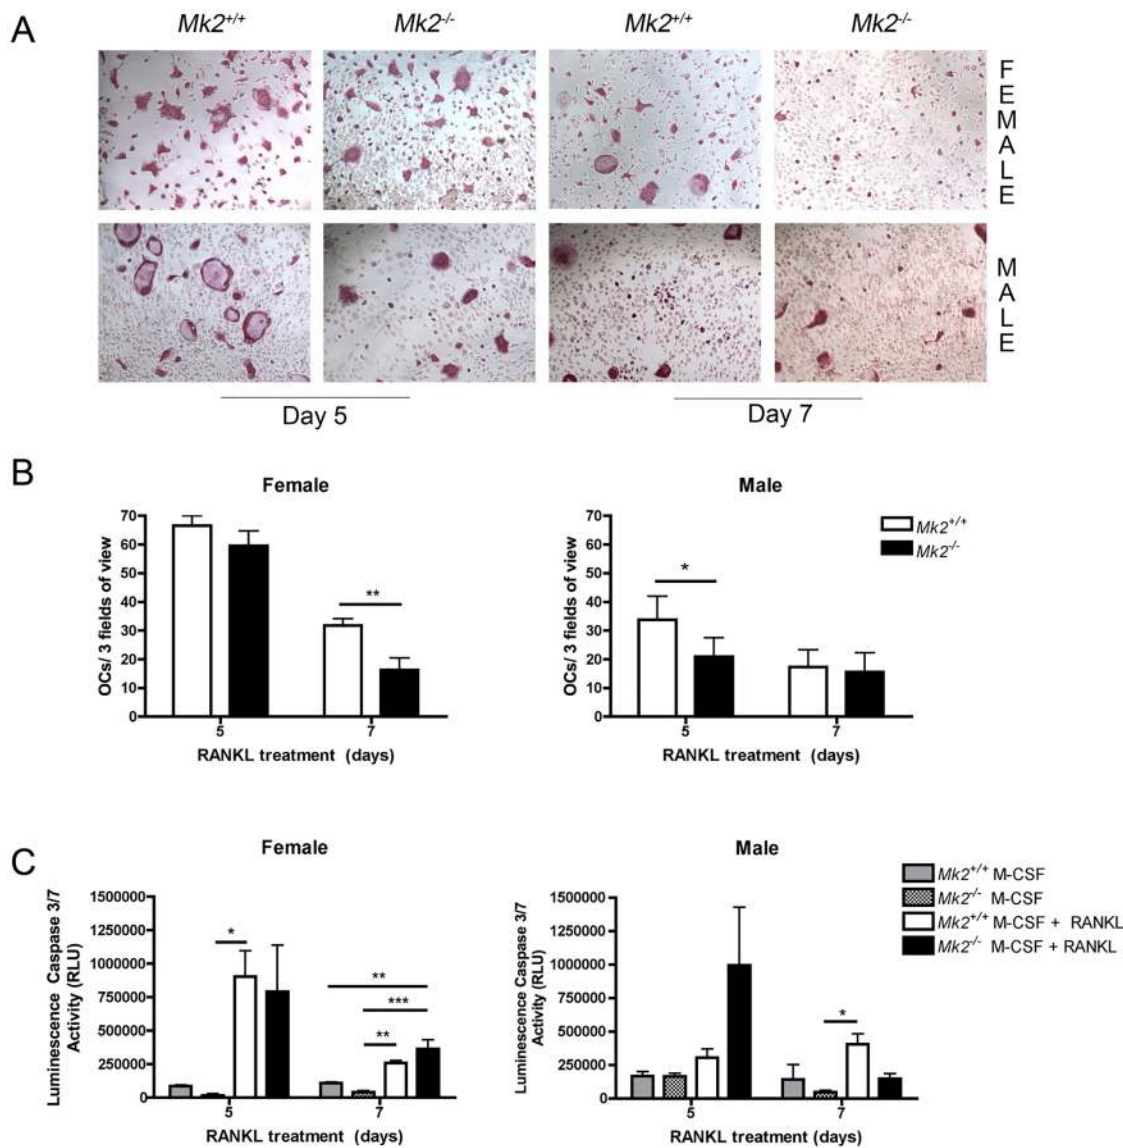 A
Mk2+/+ Mk2-/- Mk2+/+ Mk2-/-
FEMALE
MALE
Day 5 Day 7
B
Female
OCs/ 3 fields of view
70
60
50
40
30
20
10
0
**
5 7
RANKL treatment (days)
Male
OCs/ 3 fields of view
70
60
50
40
30
20
10
0
*
5 7
RANKL treatment (days)
Mk2+/+
Mk2-/-
C
Female
Luminescence Caspase 3/7
Activity (RLU)
1500000
1250000
1000000
750000
500000
250000
0
*
**
***
**
5 7
RANKL treatment (days)
Male
Luminescence Caspase 3/7
Activity (RLU)
1500000
1250000
1000000
750000
500000
250000
0
*
5 7
RANKL treatment (days)
Mk2+/+ M-CSF
Mk2-/- M-CSF
Mk2+/+ M-CSF + RANKL
Mk2-/- M-CSF + RANKL